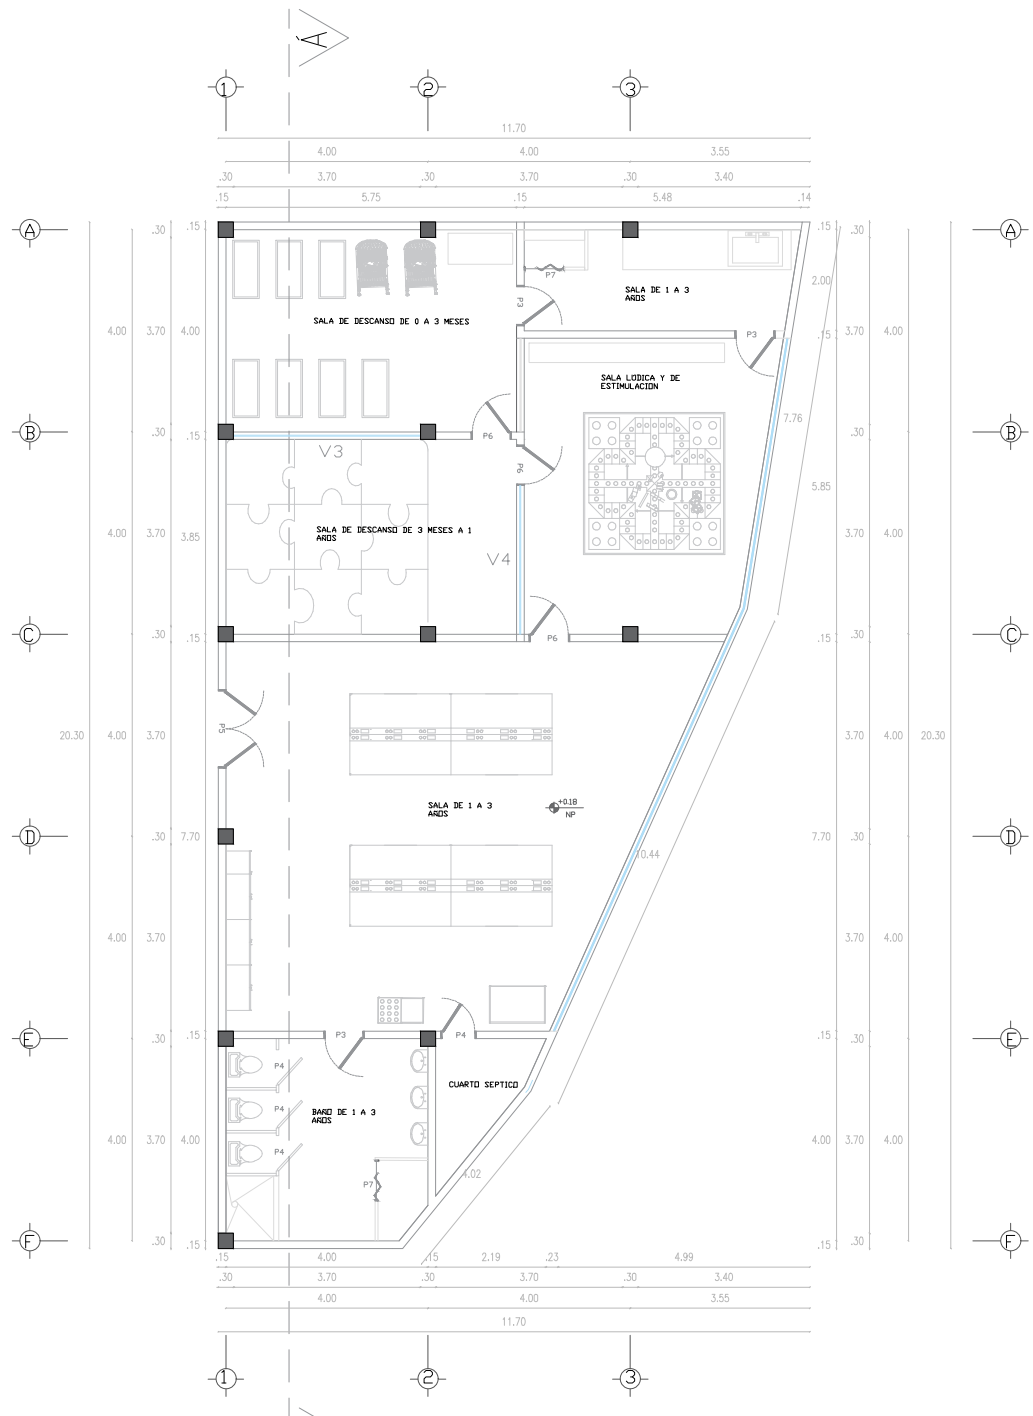 A
1 2 3
11.70
4.00 4.00 3.55
.30 3.70 .30 3.70 .30 3.40
.15 5.75 .15 5.48 .14
A .30 .15 .15 .30 A
P7
SALA DE 1 A 3
AÑOS
2.00
P3
SALA DE DESCANSO DE 0 A 3 MESES
4.00 3.70 4.00 P3 .15 3.70 4.00
SALA LÚDICA Y DE
ESTIMULACIÓN
7.76
B .30 .15 P6 .30 B
V3
P6
5.85
SALA DE DESCANSO DE 3 MESES A 1
AÑOS
4.00 3.70 3.85 3.70 4.00
V4
C .30 .15 P6 .15 .30 C
20.30 4.00 3.70 P5 3.70 4.00 20.30
SALA DE 1 A 3
AÑOS
+0.18
NP
D .30 7.70 7.70 .30 D
10.44
4.00 3.70 3.70 4.00
E .30 .15 P3 P4 .15 .30 E
P4
CUARTO SEPTICO
P4
BAÑO DE 1 A 3
AÑOS
4.00 3.70 4.00 4.00 3.70 4.00
P4
4.02
P7
F .30 .15 .15 .30 F
.15 4.00 .15 2.19 .23 4.99
.30 3.70 .30 3.70 .30 3.40
4.00 4.00 3.55
11.70
1 2 3